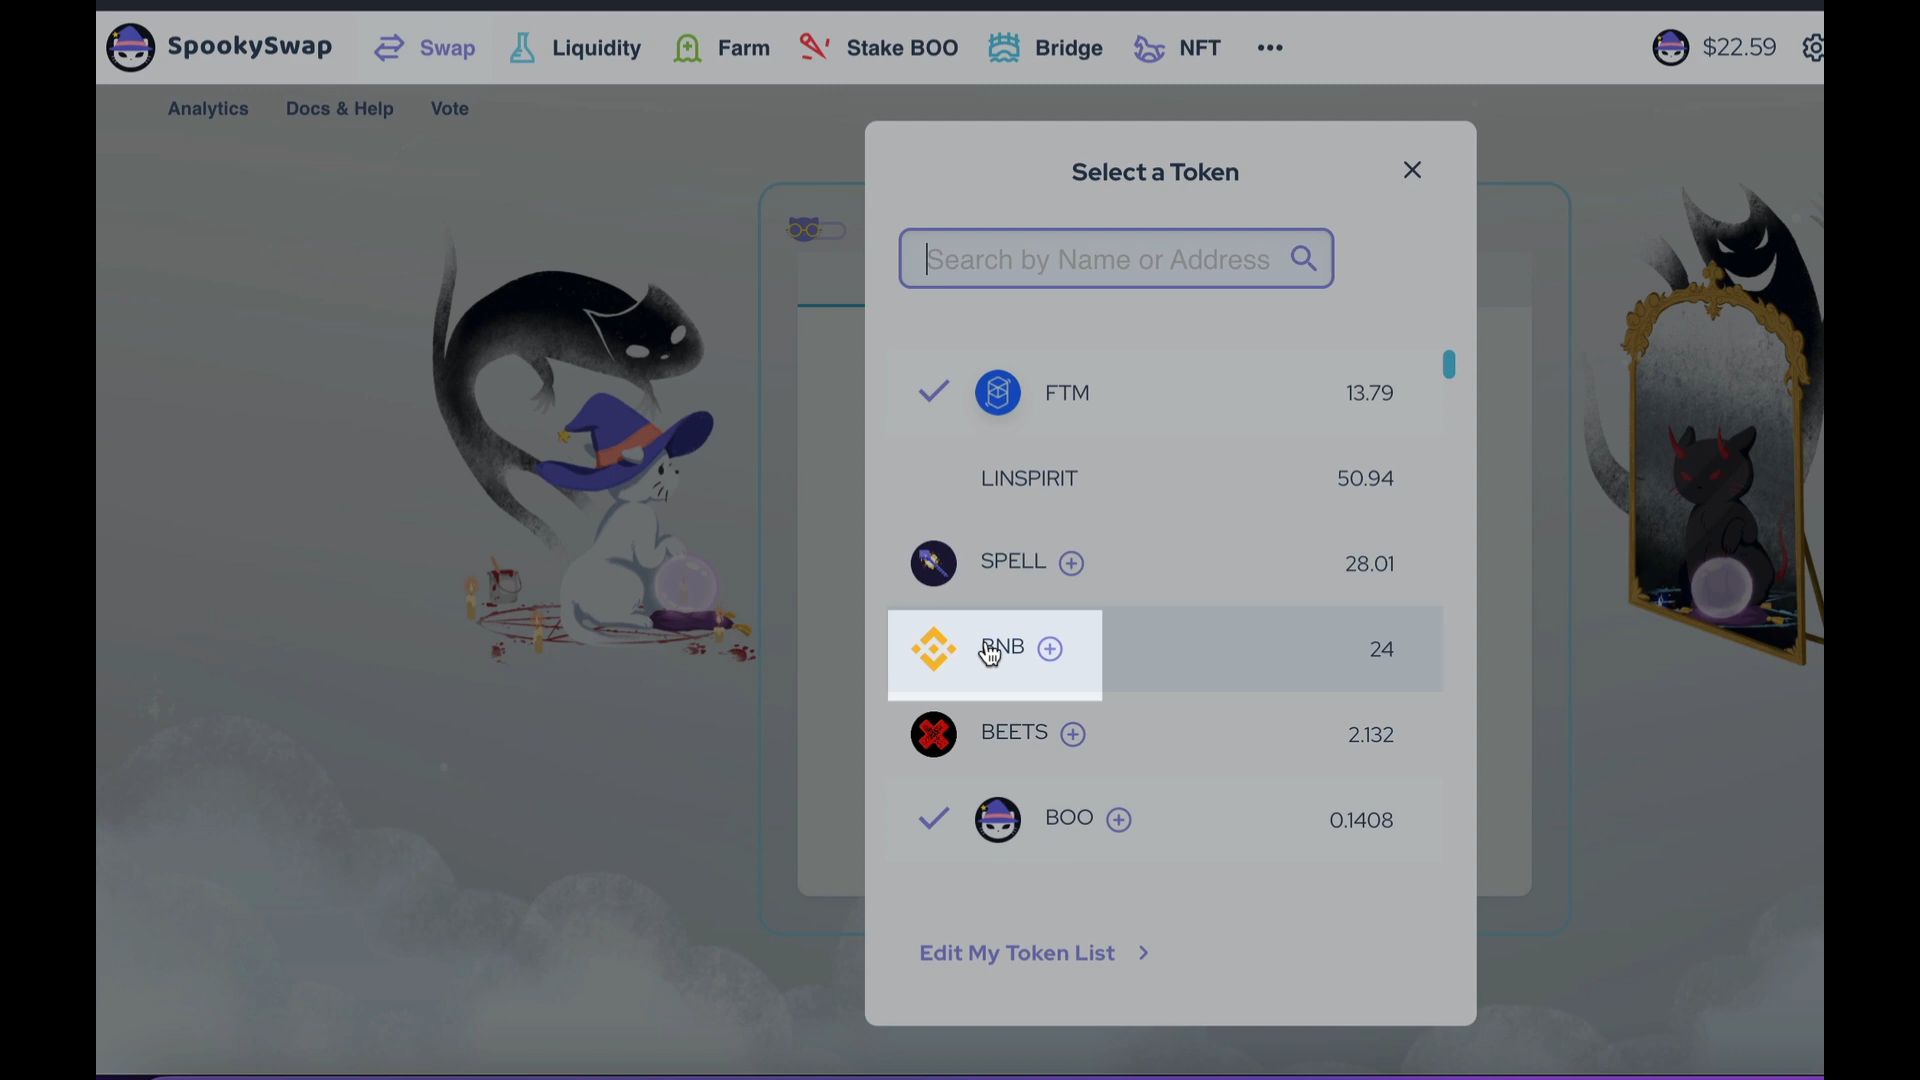 SpookySwap
Swap
Liquidity
Farm
Stake BOO
Bridge
NFT
$22.59
Analytics
Docs & Help
Vote
Select a Token
Search by Name or Address
FTM 13.79
LINSPIRIT 50.94
SPELL 28.01
BNB 24
BEETS 2.132
BOO 0.1408
Edit My Token List